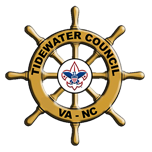 TIDEWATER COUNCIL
VA - NC